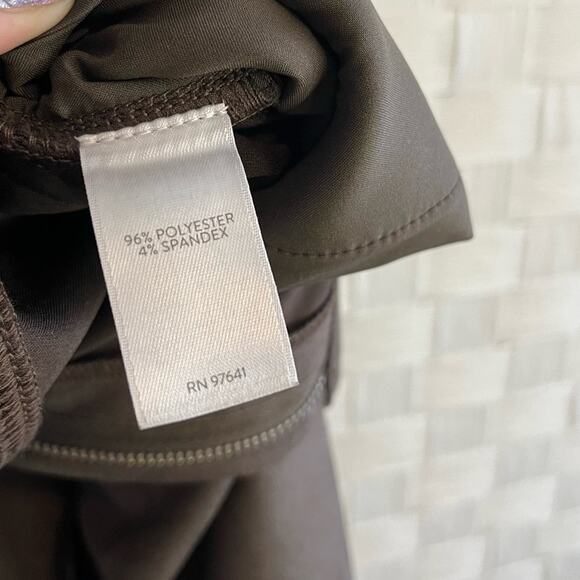 96% POLYESTER
4% SPANDEX
RN 97641